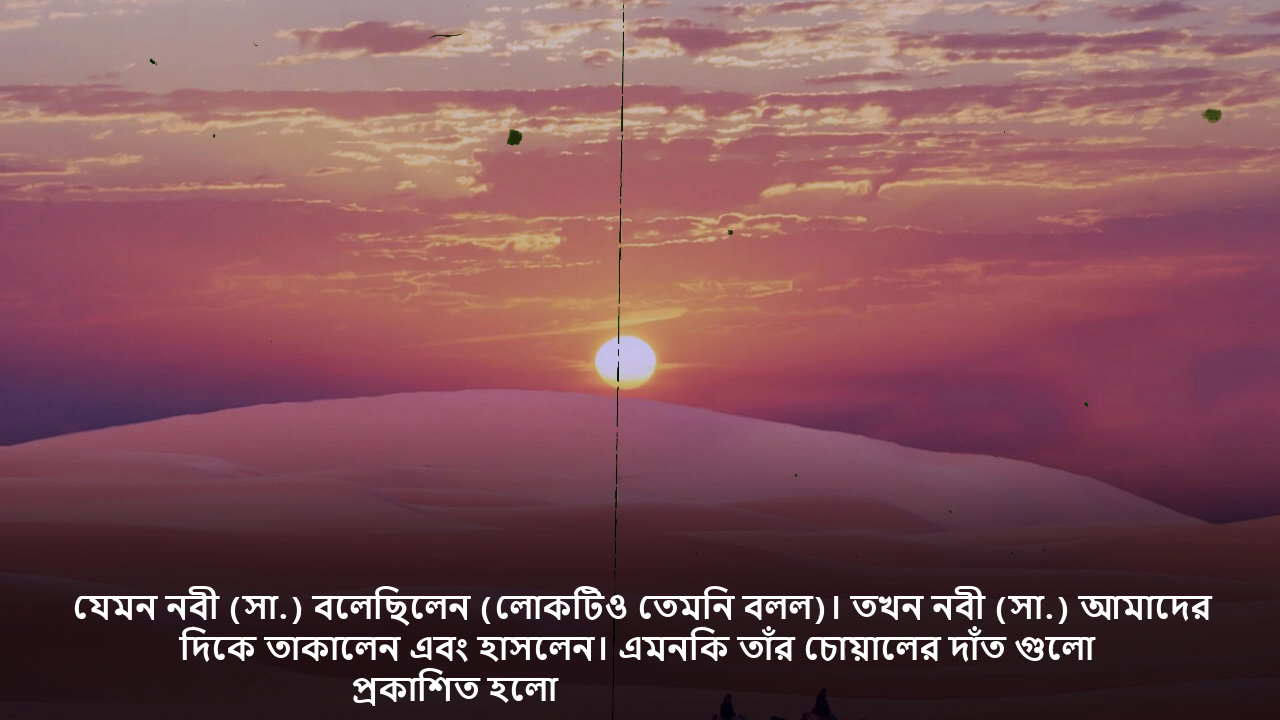 যেমন নবী (সা.) বলেছিলেন (লোকটিও তেমনি বলল)। তখন নবী (সা.) আমাদের
দিকে তাকালেন এবং হাসলেন। এমনকি তাঁর চোয়ালের দাঁত গুলো
প্রকাশিত হলো